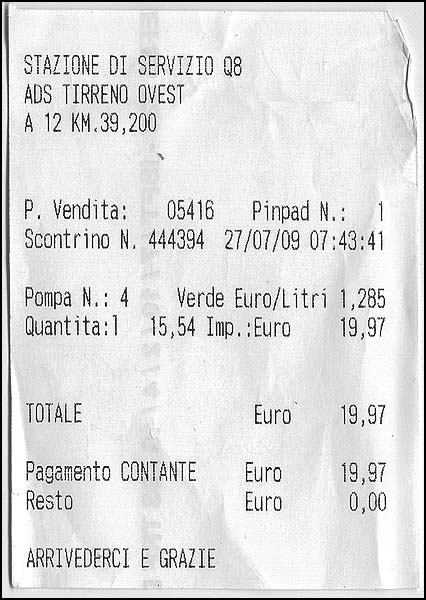 STAZIONE DI SERVIZIO Q8
ADS TIRRENO OVEST
A 12 KM.39,200
P. Vendita: 05416 Pinpad N.: 1
Scontrino N. 444394 27/07/09 07:43:41
Pompa N.: 4 Verde Euro/Litri 1,285
Quantita:l 15,54 Imp.:Euro 19,97
TOTALE Euro 19,97
Pagamento CONTANTE Euro 19,97
Resto Euro 0,00
ARRIVEDERCI E GRAZIE